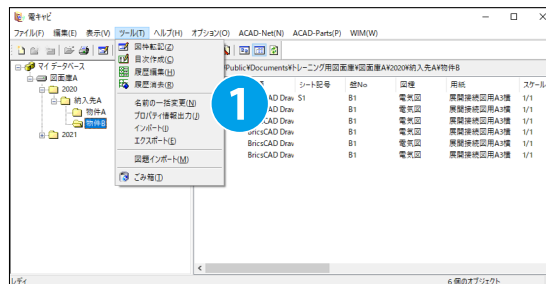 電キャビ
ファイル(F) 編集(E) 表示(V) ツール(T) ヘルプ(H) オプション(O) ACAD-Net(N) ACAD-Parts(P) WIM(W)
図枠転記(Z)
目次作成(C)
履歴編集(H)
履歴消去(R)
名前の一括変更(N)
プロパティ情報出力(J)
インポート(I)
エクスポート(E)
図題インポート(M)
ごみ箱(T)
1
マイ データベース
図面庫A
2020
納入先A
物件A
物件B
2021
Public¥Documents¥トレーニング用図面庫¥図面庫A¥2020¥納入先A¥物件B
シート記号 盤No 図種 用紙 スケール
CAD Drav S1 B1 電気図 展開接続図用A3横 1/1
CAD Drav B1 電気図 展開接続図用A3横 1/1
CAD Drav B1 電気図 展開接続図用A3横 1/1
BricsCAD Drav B1 電気図 展開接続図用A3横 1/1
BricsCAD Drav B1 電気図 展開接続図用A3横 1/1
BricsCAD Drav B1 電気図 展開接続図用A3横 1/1
レディ
6 個のオブジェクト